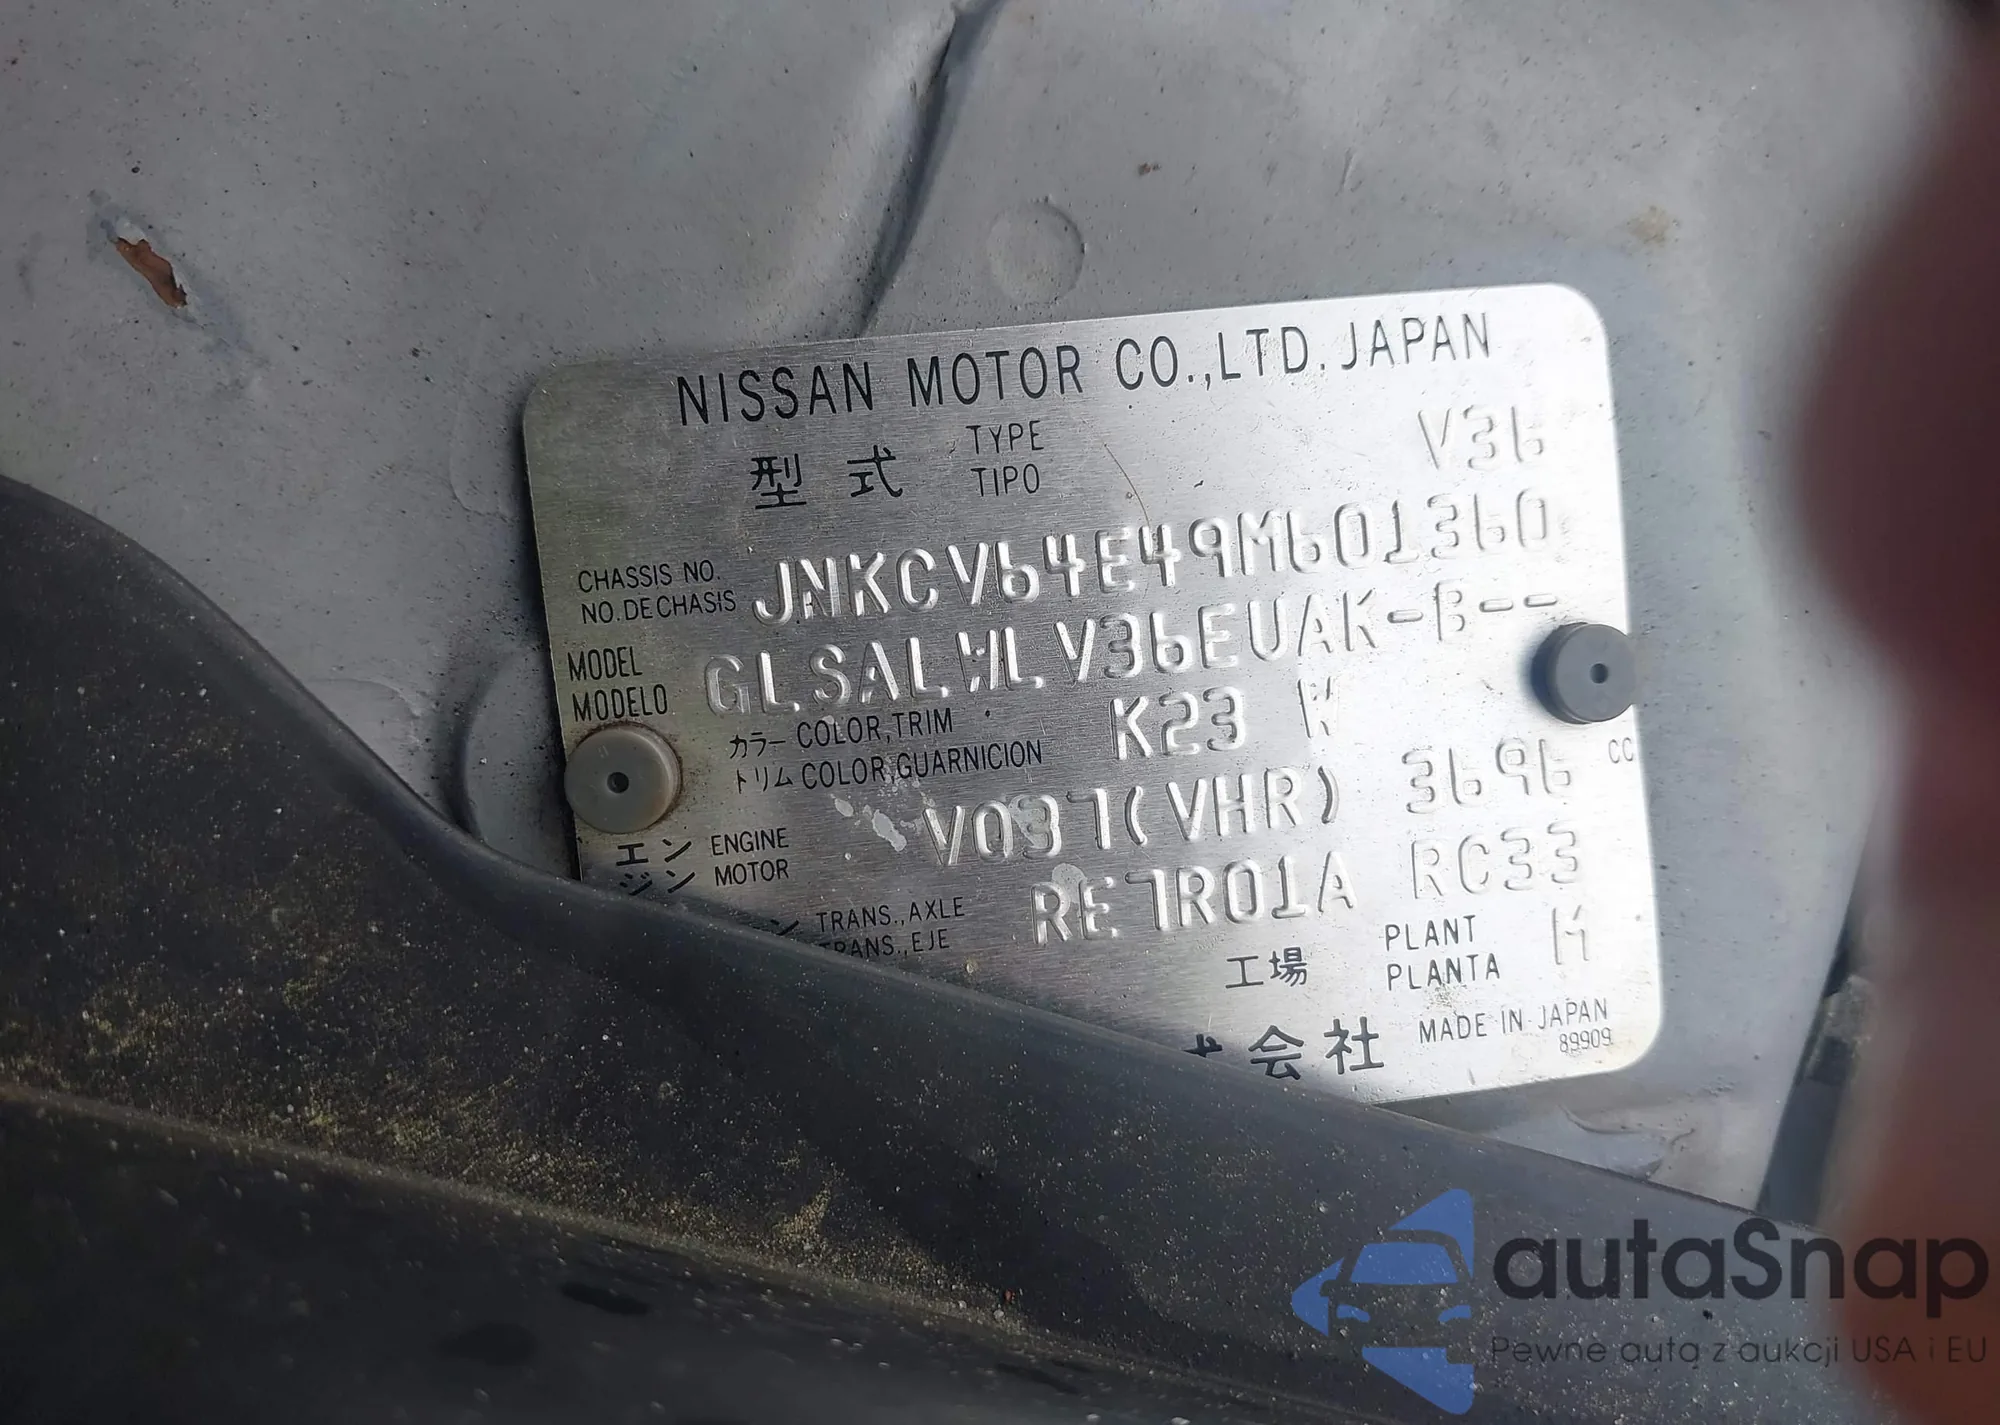 NISSAN MOTOR CO.,LTD. JAPAN
型式 TYPE TIPO V36
CHASSIS NO. NO. DE CHASIS JNKCV64E49M601360
MODEL MODELO GLSALWLV36EUAK-B--
カラー COLOR,TRIM
トリム COLOR,GUARNICION K23 W
エンジン ENGINE MOTOR VQ37(VHR) 3696 CC
ン TRANS.,AXLE TRANS.,EJE RE7R01A RC33
工場 PLANT PLANTA M
会社 MADE IN JAPAN
89909
autaSnap
Pewne auta z aukcji USA i EU